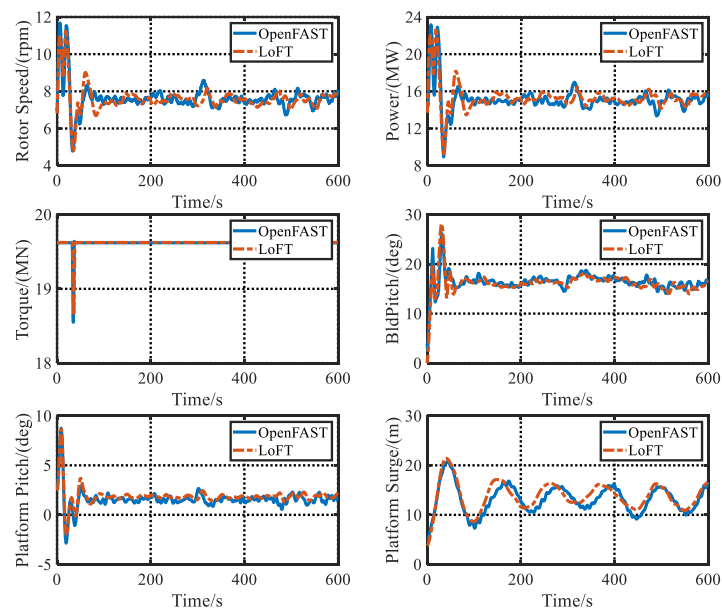 12
10
8
6
4
Rotor Speed/(rpm)
OpenFAST
LoFT
0 200 400 600
Time/s
24
20
16
12
8
Power/(MW)
OpenFAST
LoFT
0 200 400 600
Time/s
20
19
18
Torque/(MN)
OpenFAST
LoFT
0 200 400 600
Time/s
30
20
10
0
BldPitch/(deg)
OpenFAST
LoFT
0 200 400 600
Time/s
10
5
0
-5
Platform Pitch/(deg)
OpenFAST
LoFT
0 200 400 600
Time/s
30
20
10
0
Platform Surge/(m)
OpenFAST
LoFT
0 200 400 600
Time/s